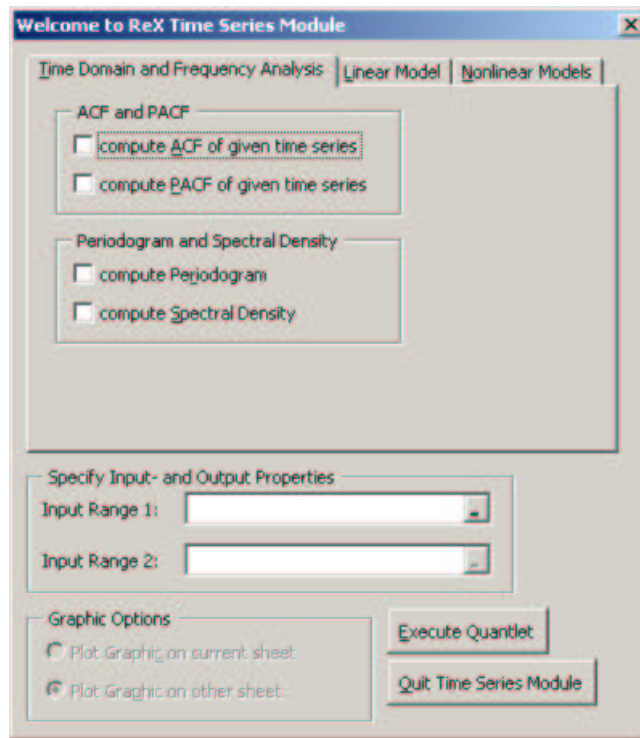 Welcome to ReX Time Series Module
Time Domain and Frequency Analysis
Linear Model
Nonlinear Models
ACF and PACF
compute ACF of given time series
compute PACF of given time series
Periodogram and Spectral Density
compute Periodogram
compute Spectral Density
Specify Input- and Output Properties
Input Range 1:
Input Range 2:
Graphic Options
Plot Graphic on current sheet
Plot Graphic on other sheet
Execute Quantlet
Quit Time Series Module